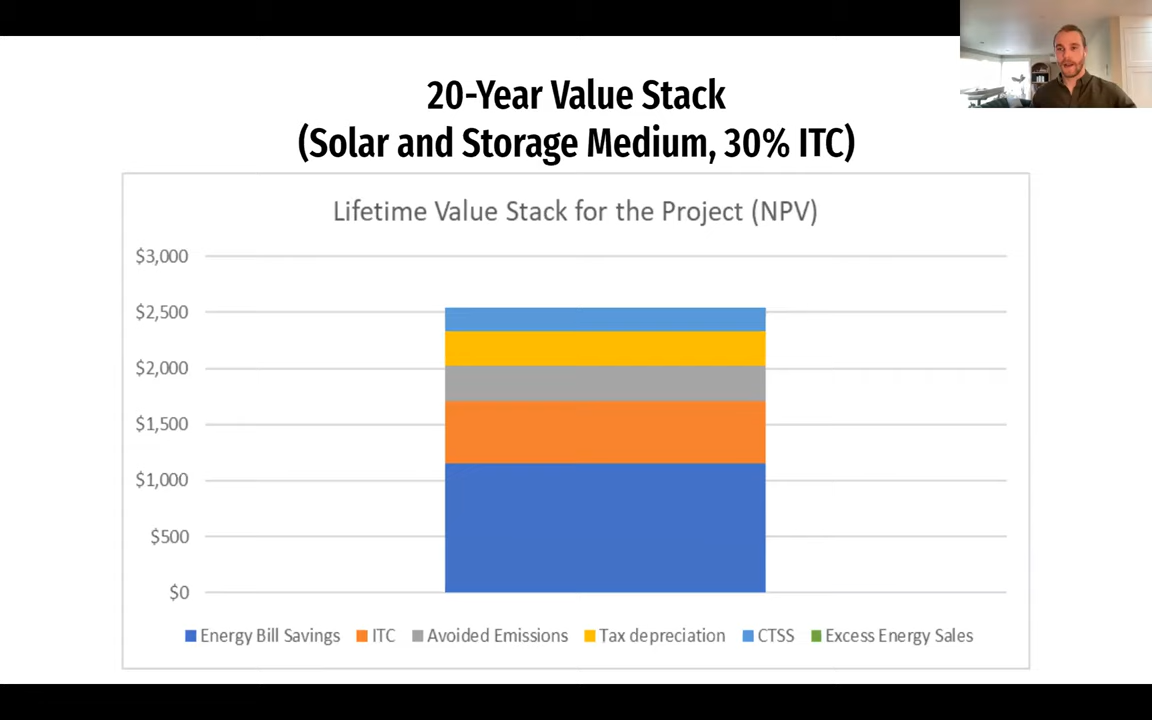 20-Year Value Stack
(Solar and Storage Medium, 30% ITC)
Lifetime Value Stack for the Project (NPV)
$3,000
$2,500
$2,000
$1,500
$1,000
$500
$0
Energy Bill Savings ITC Avoided Emissions Tax depreciation CTSS Excess Energy Sales